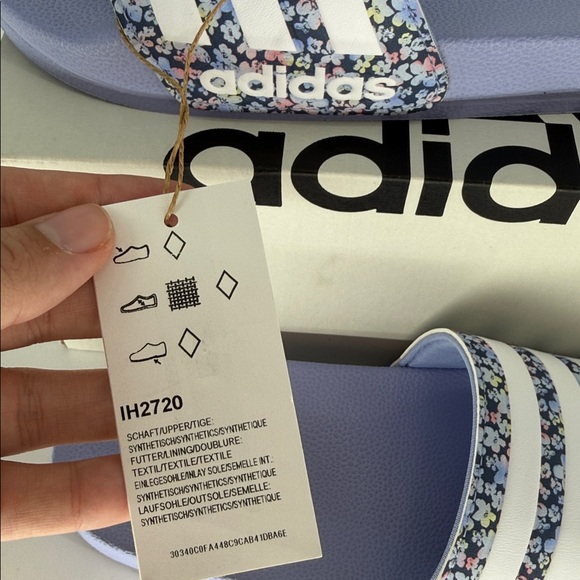 adidas
adid
IH2720
SCHAFT/UPPER/TIGE:
SYNTHETISCH/SYNTHETICS/SYNTHETIQUE
FUTTER/LINING/DOUBLURE:
TEXTIL/TEXTILE/TEXTILE
EINLEGESOHLE/INLAY SOLE/SEMELLE INT.:
SYNTHETISCH/SYNTHETICS/SYNTHETIQUE
LAUFSOHLE/OUTSOLE/SEMELLE:
SYNTHETISCH/SYNTHETICS/SYNTHETIQUE
30340C0FA448C9CAB41DBA6E